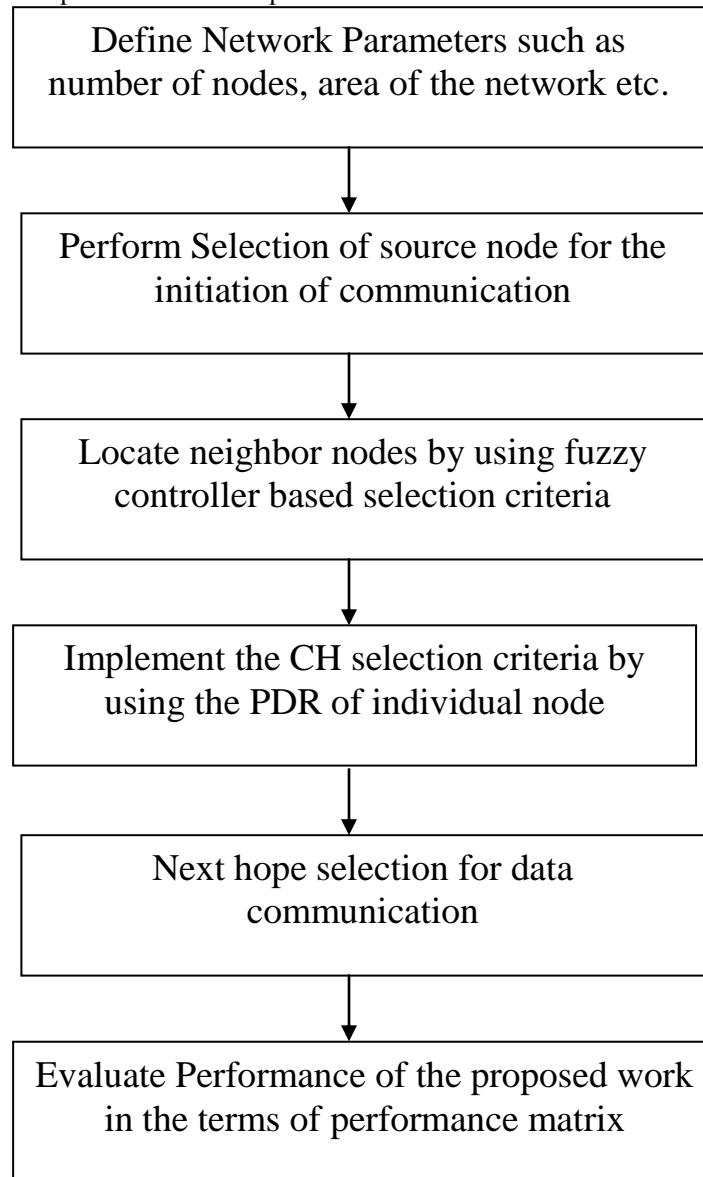 Define Network Parameters such as
number of nodes, area of the network etc.
Perform Selection of source node for the
initiation of communication
Locate neighbor nodes by using fuzzy
controller based selection criteria
Implement the CH selection criteria by
using the PDR of individual node
Next hope selection for data
communication
Evaluate Performance of the proposed work
in the terms of performance matrix